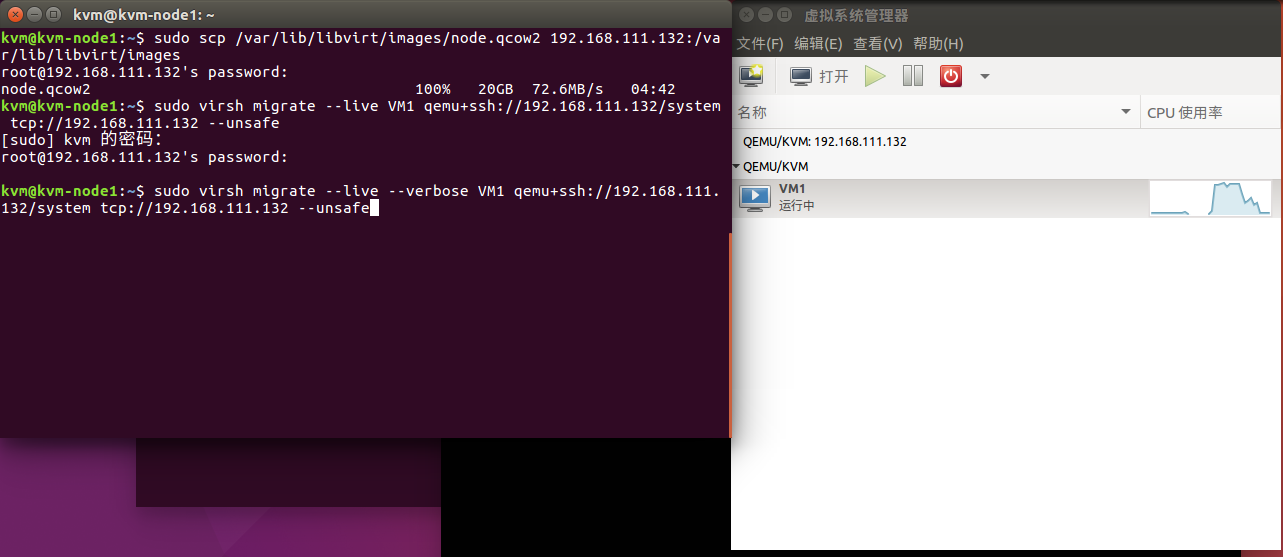 kvm@kvm-node1: ~
kvm@kvm-node1:~$ sudo scp /var/lib/libvirt/images/node.qcow2 192.168.111.132:/va
r/lib/libvirt/images
root@192.168.111.132's password:
node.qcow2 100% 20GB 72.6MB/s 04:42
kvm@kvm-node1:~$ sudo virsh migrate --live VM1 qemu+ssh://192.168.111.132/system
 tcp://192.168.111.132 --unsafe
[sudo] kvm 的密码：
root@192.168.111.132's password:
kvm@kvm-node1:~$ sudo virsh migrate --live --verbose VM1 qemu+ssh://192.168.111.
132/system tcp://192.168.111.132 --unsafe
虚拟系统管理器
文件(F) 编辑(E) 查看(V) 帮助(H)
打开
名称 CPU 使用率
QEMU/KVM: 192.168.111.132
QEMU/KVM
VM1
运行中